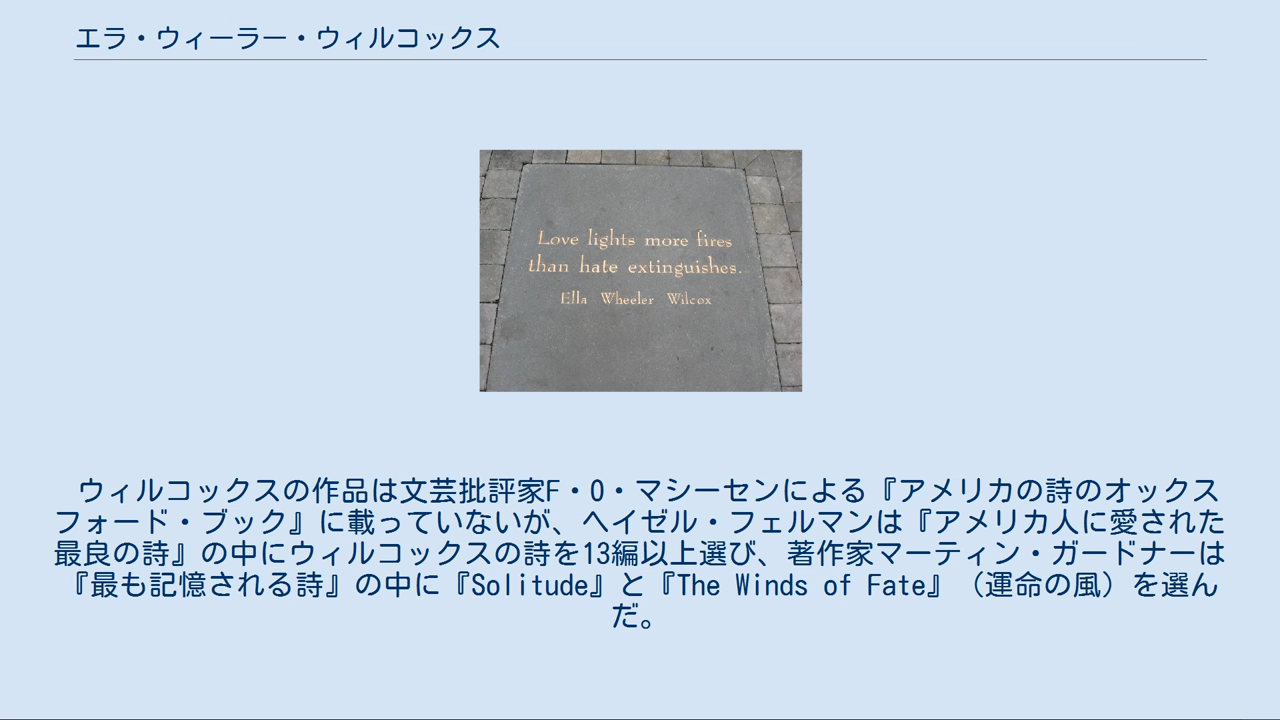 エラ・ウィーラー・ウィルコックス
Love lights more fires
than hate extinguishes.
Ella Wheeler Wilcox
ウィルコックスの作品は文芸批評家F・O・マシーセンによる『アメリカの詩のオックス
フォード・ブック』に載っていないが、ヘイゼル・フェルマンは『アメリカ人に愛された
最良の詩』の中にウィルコックスの詩を13編以上選び、著作家マーティン・ガードナーは
『最も記憶される詩』の中に『Solitude』と『The Winds of Fate』（運命の風）を選ん
だ。